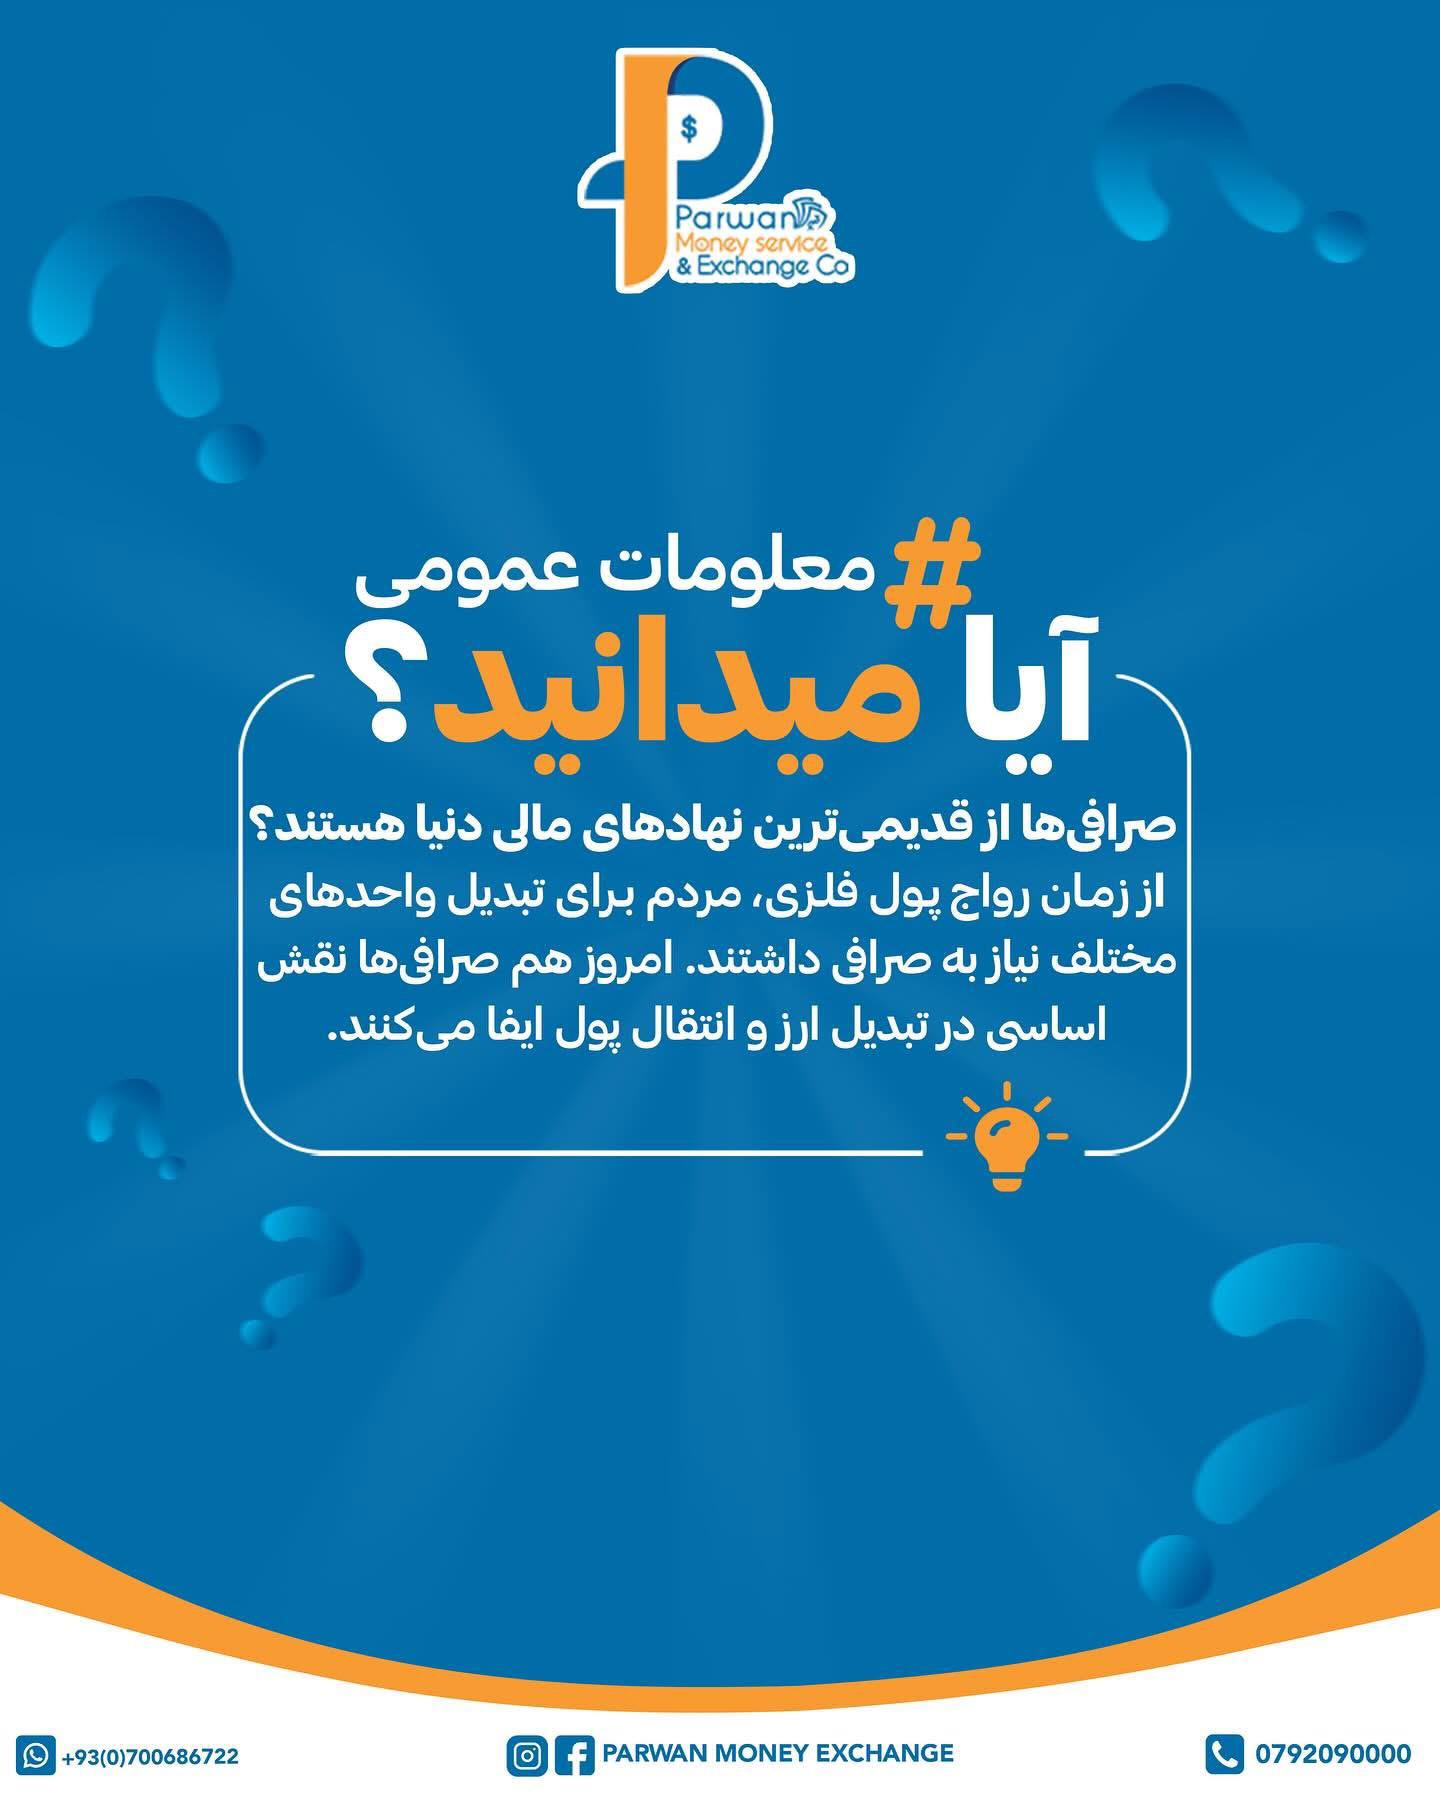 $
Parwan
Money service
& Exchange Co
#معلومات عمومی
آیا میدانید؟
صرافی‌ها از قدیمی‌ترین نهادهای مالی دنیا هستند؟
از زمان رواج پول فلزی، مردم برای تبدیل واحدهای
مختلف نیاز به صرافی داشتند. امروز هم صرافی‌ها نقش
اساسی در تبدیل ارز و انتقال پول ایفا می‌کنند.
+93(0)700686722
PARWAN MONEY EXCHANGE
0792090000